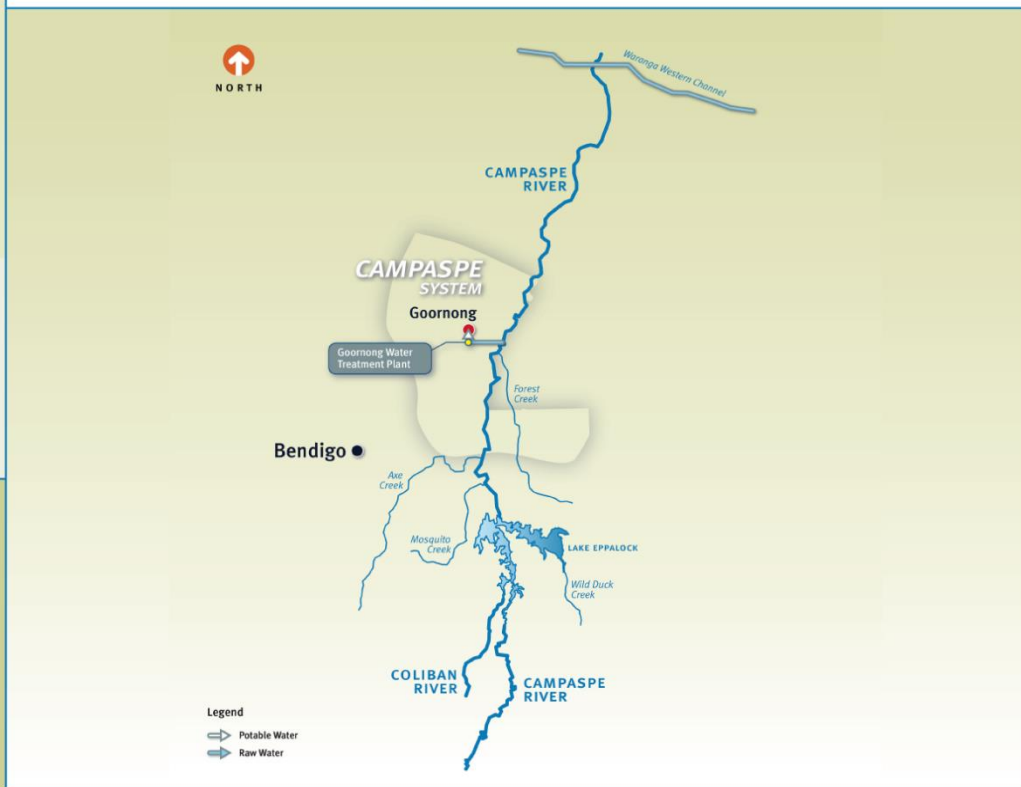 NORTH
Waranga Western Channel
CAMPASPE
RIVER
CAMPASPE
SYSTEM
Goornong
Goornong Water
Treatment Plant
Forest
Creek
Bendigo
Axe
Creek
Mosquito
Creek
LAKE EPPALOCK
Wild Duck
Creek
COLIBAN
RIVER
CAMPASPE
RIVER
Legend
Potable Water
Raw Water